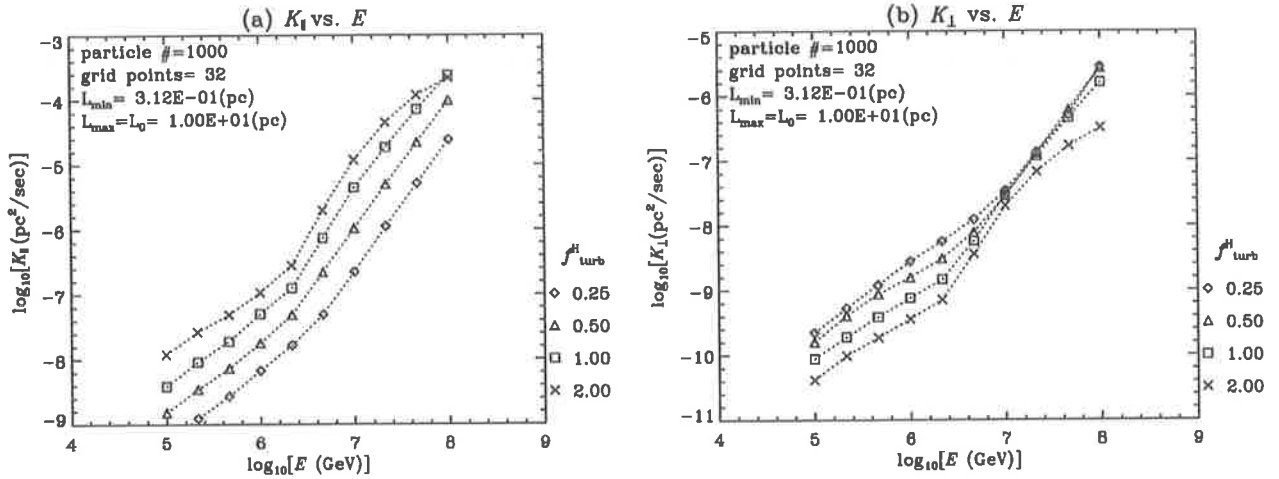 (a) K∥ vs. E
particle #=1000
grid points= 32
Lmin= 3.12E-01(pc)
Lmax=L0= 1.00E+01(pc)
log10[K∥(pc²/sec)]
-3
-4
-5
-6
-7
-8
-9
4
5
6
7
8
9
log10[E (GeV)]
fᴴturb
0.25
0.50
1.00
2.00
(b) K⊥ vs. E
particle #=1000
grid points= 32
Lmin= 3.12E-01(pc)
Lmax=L0= 1.00E+01(pc)
log10[K⊥(pc²/sec)]
-5
-6
-7
-8
-9
-10
-11
4
5
6
7
8
9
log10[E (GeV)]
fᴴturb
0.25
0.50
1.00
2.00